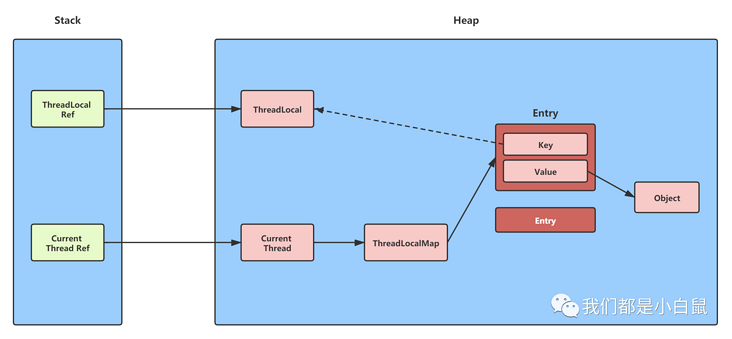 Stack
Heap
ThreadLocal
Ref
ThreadLocal
Entry
Key
Value
Object
Entry
Current
Thread Ref
Current
Thread
ThreadLocalMap
我们都是小白鼠